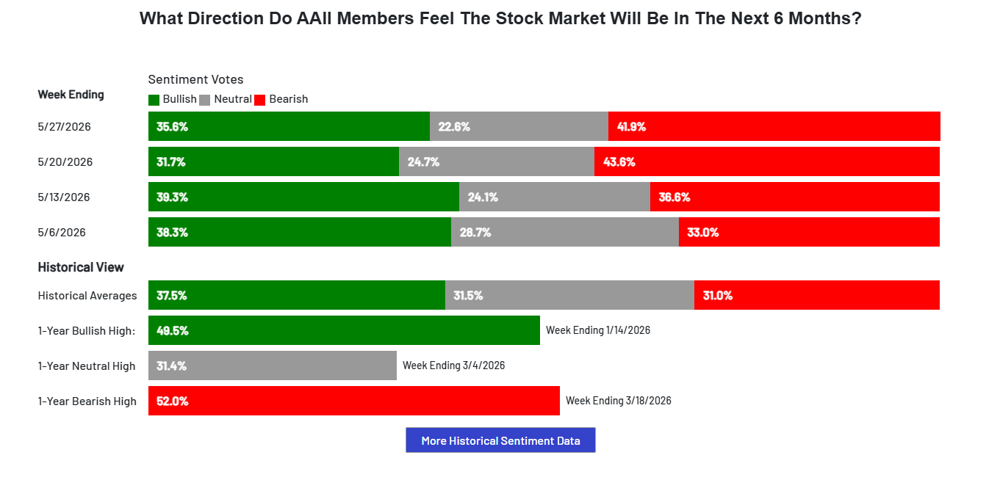 What Direction Do AAII Members Feel The Stock Market Will Be In The Next 6 Months?
Sentiment Votes
Week Ending
Bullish Neutral Bearish
5/27/2026 35.6% 22.6% 41.9%
5/20/2026 31.7% 24.7% 43.6%
5/13/2026 39.3% 24.1% 36.6%
5/6/2026 38.3% 28.7% 33.0%
Historical View
Historical Averages 37.5% 31.5% 31.0%
1-Year Bullish High: 49.5% Week Ending 1/14/2026
1-Year Neutral High 31.4% Week Ending 3/4/2026
1-Year Bearish High 52.0% Week Ending 3/18/2026
More Historical Sentiment Data